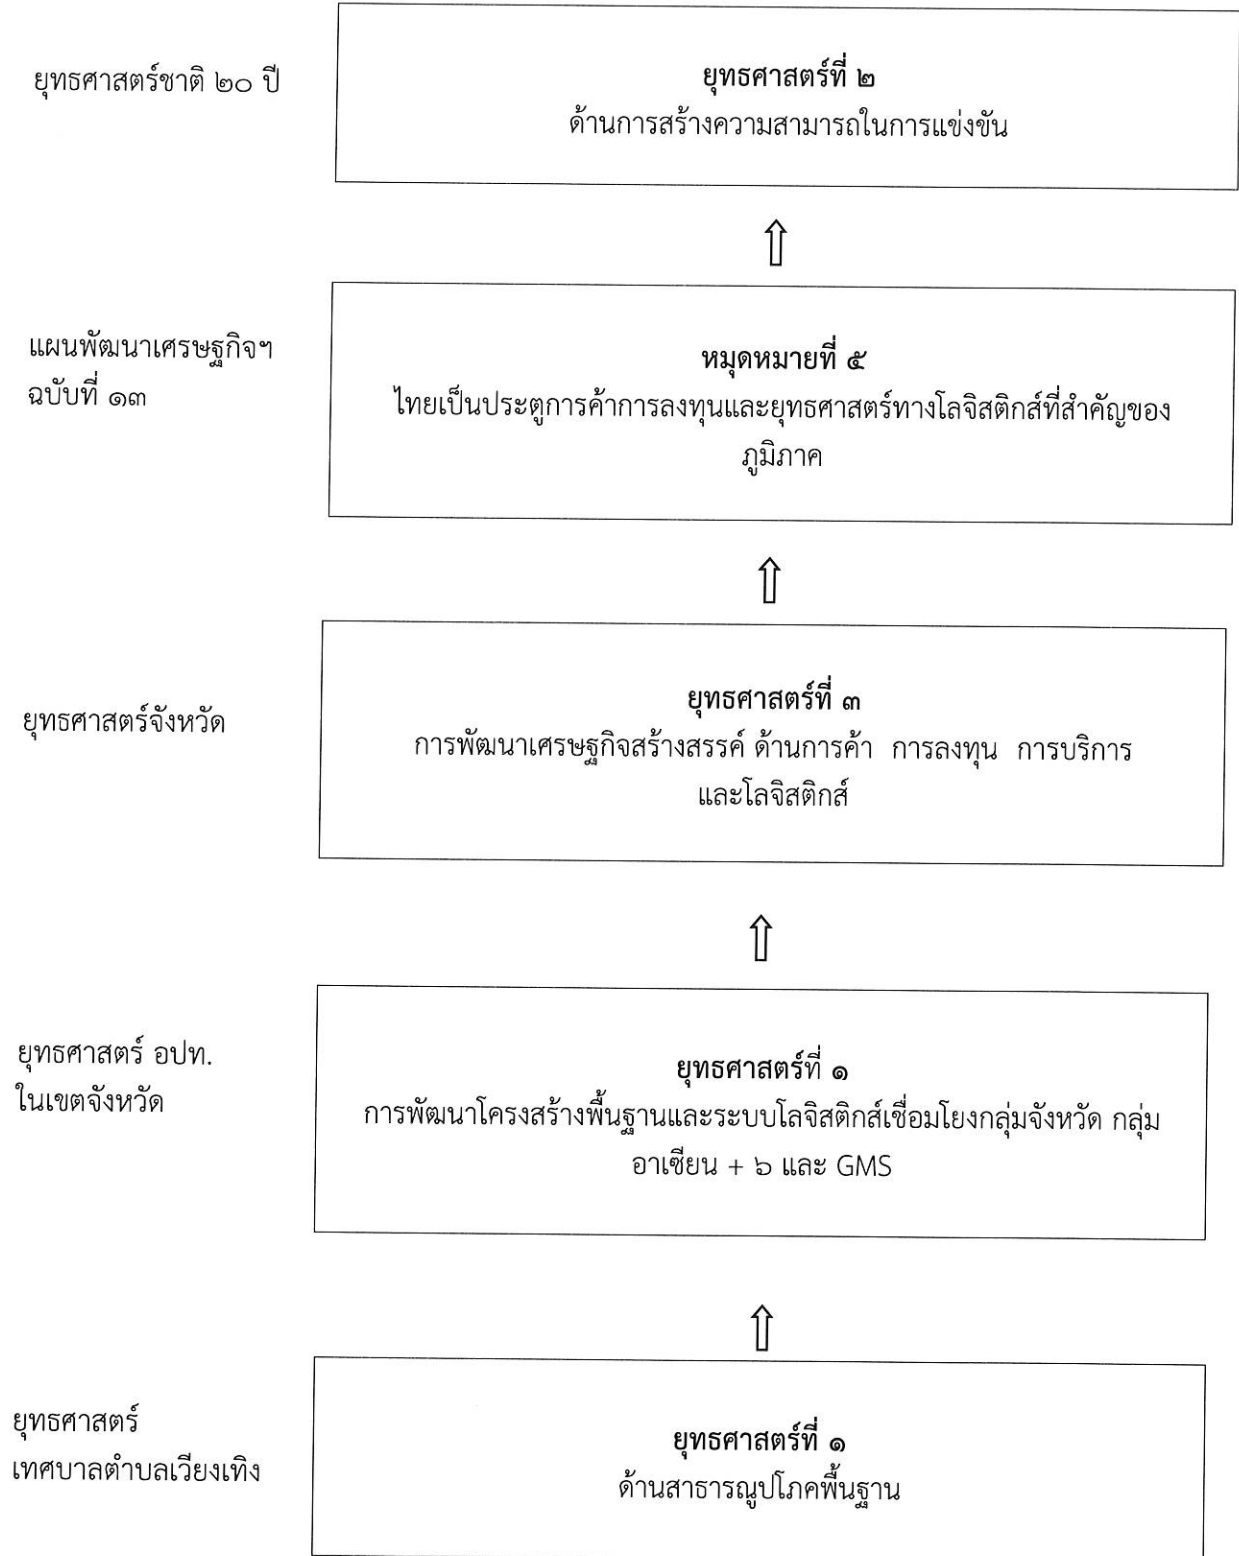 ยุทธศาสตร์ชาติ ๒๐ ปี
ยุทธศาสตร์ที่ ๒
ด้านการสร้างความสามารถในการแข่งขัน
แผนพัฒนาเศรษฐกิจฯ
ฉบับที่ ๑๓
หมุดหมายที่ ๕
ไทยเป็นประตูการค้าการลงทุนและยุทธศาสตร์ทางโลจิสติกส์ที่สำคัญของ
ภูมิภาค
ยุทธศาสตร์จังหวัด
ยุทธศาสตร์ที่ ๓
การพัฒนาเศรษฐกิจสร้างสรรค์ ด้านการค้า การลงทุน การบริการ
และโลจิสติกส์
ยุทธศาสตร์ อปท.
ในเขตจังหวัด
ยุทธศาสตร์ที่ ๑
การพัฒนาโครงสร้างพื้นฐานและระบบโลจิสติกส์เชื่อมโยงกลุ่มจังหวัด กลุ่ม
อาเซียน + ๖ และ GMS
ยุทธศาสตร์
เทศบาลตำบลเวียงเทิง
ยุทธศาสตร์ที่ ๑
ด้านสาธารณูปโภคพื้นฐาน